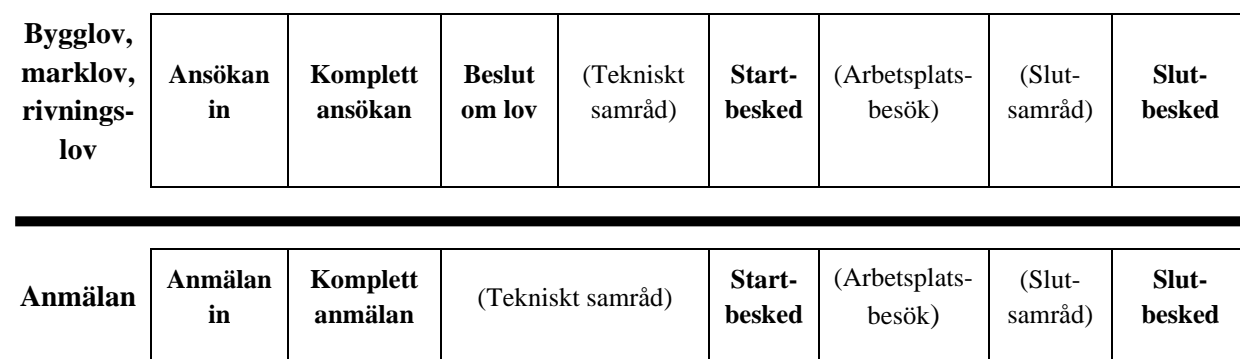 Bygglov,
marklov,
rivnings-
lov
Ansökan
in
Komplett
ansökan
Beslut
om lov
(Tekniskt
samråd)
Start-
besked
(Arbetsplats-
besök)
(Slut-
samråd)
Slut-
besked
Anmälan
Anmälan
in
Komplett
anmälan
(Tekniskt samråd)
Start-
besked
(Arbetsplats-
besök)
(Slut-
samråd)
Slut-
besked